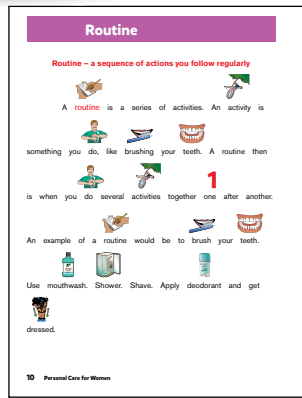 Routine
Routine – a sequence of actions you follow regularly
A routine is a series of activities. An activity is
something you do, like brushing your teeth. A routine then
1
is when you do several activities together one after another.
An example of a routine would be to brush your teeth.
Use mouthwash. Shower. Shave. Apply deodorant and get
dressed.
10 Personal Care for Women